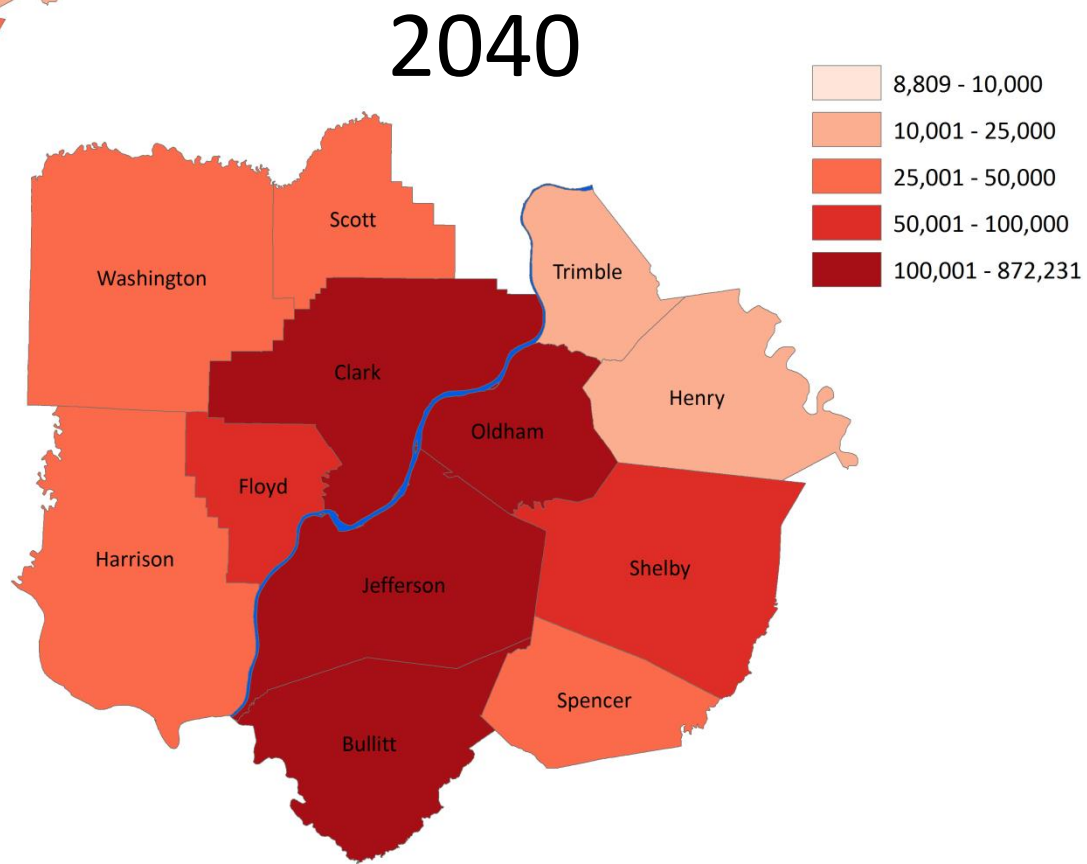 2040
8,809 - 10,000
10,001 - 25,000
25,001 - 50,000
50,001 - 100,000
100,001 - 872,231
Scott
Washington
Trimble
Clark
Henry
Oldham
Floyd
Harrison
Shelby
Jefferson
Spencer
Bullitt